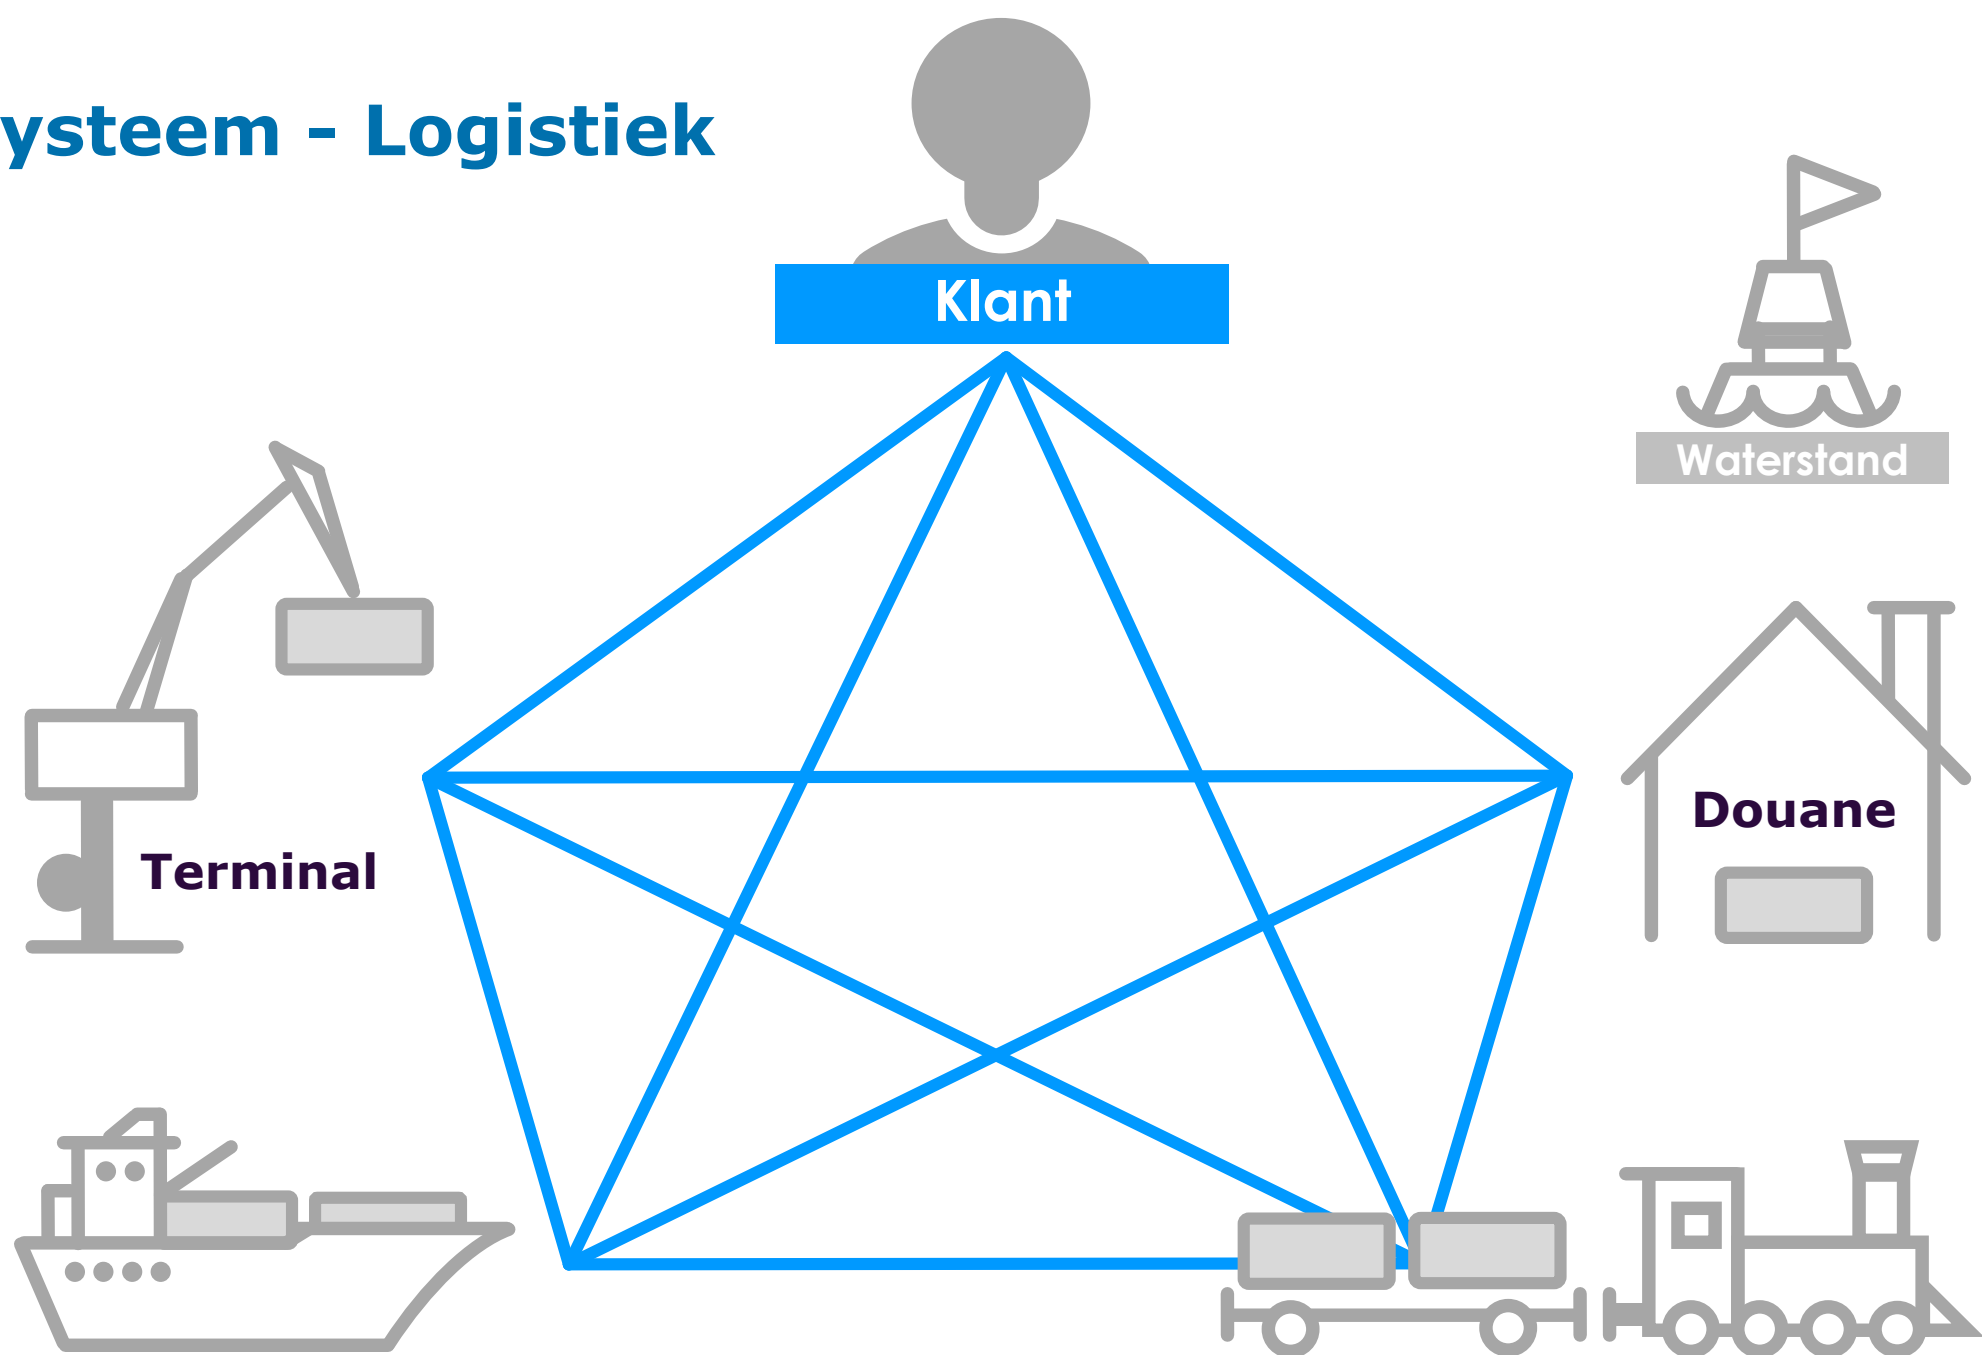 ysteem - Logistiek
Klant
Waterstand
Douane
Terminal